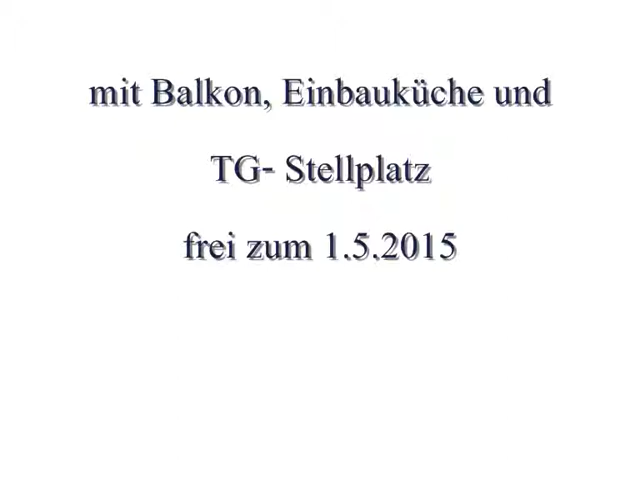 mit Balkon, Einbauküche und
TG- Stellplatz
frei zum 1.5.2015